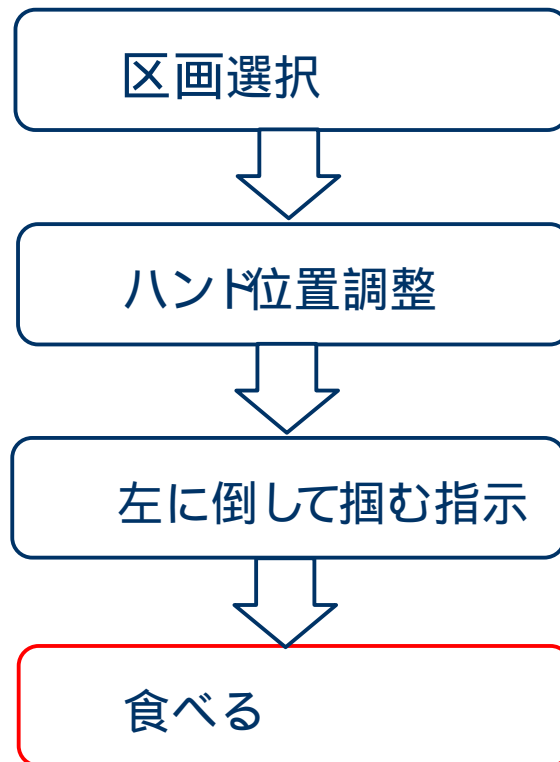 区画選択
ハンド位置調整
左に倒して掴む指示
食べる